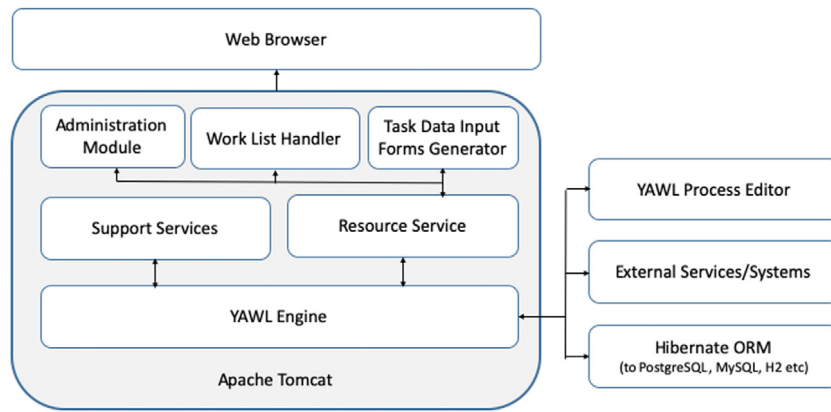 Web Browser
Administration
Module
Work List Handler
Task Data Input
Forms Generator
Support Services
Resource Service
YAWL Engine
Apache Tomcat
YAWL Process Editor
External Services/Systems
Hibernate ORM
(to PostgreSQL, MySQL, H2 etc)